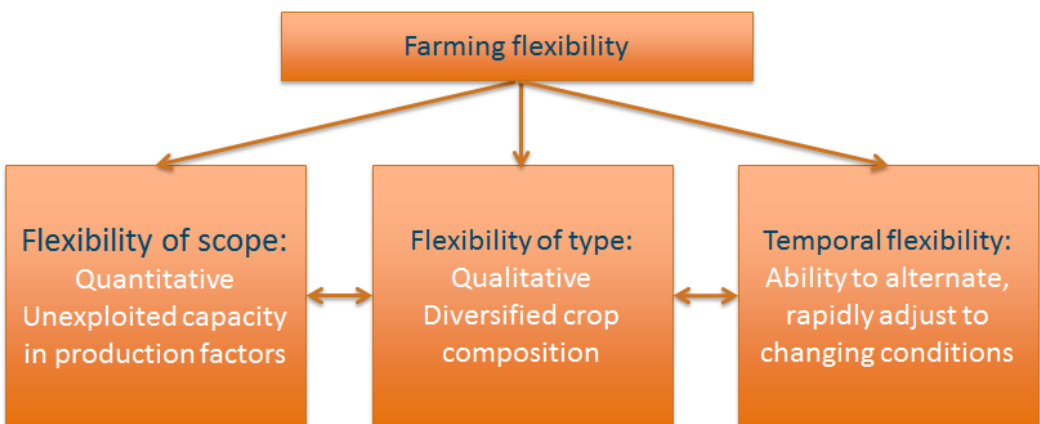 Farming flexibility
Flexibility of scope:
Quantitative
Unexploited capacity
in production factors
Flexibility of type:
Qualitative
Diversified crop
composition
Temporal flexibility:
Ability to alternate,
rapidly adjust to
changing conditions